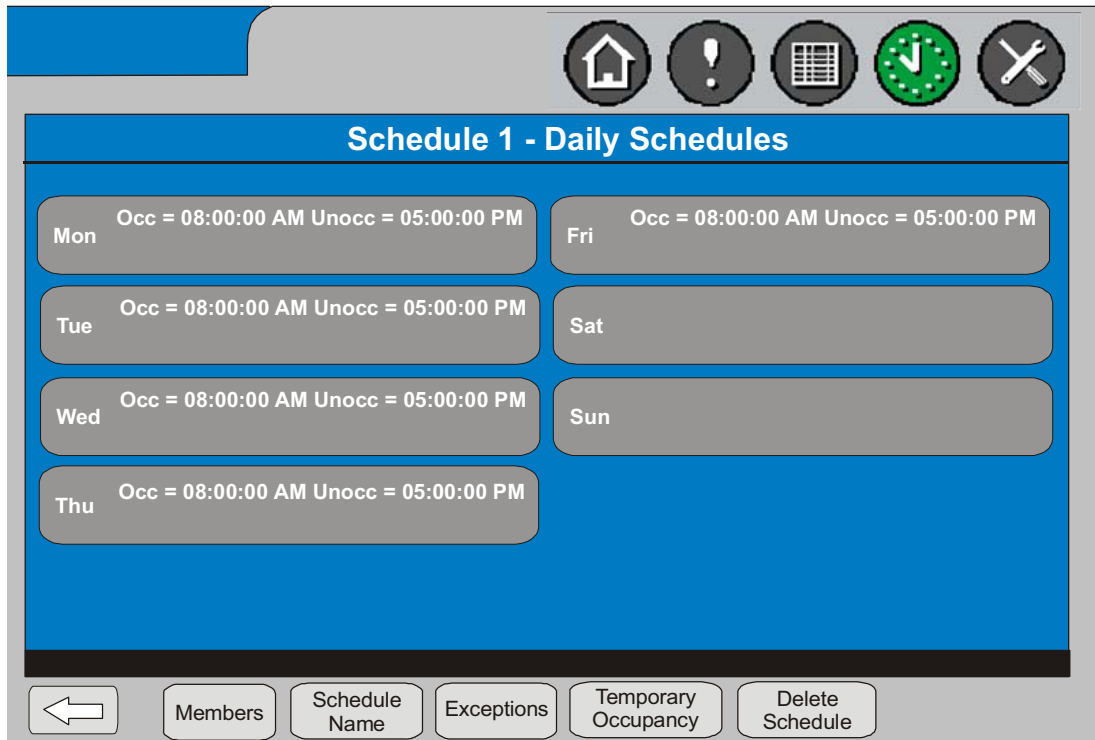 Schedule 1 - Daily Schedules
Mon Occ = 08:00:00 AM Unocc = 05:00:00 PM
Tue Occ = 08:00:00 AM Unocc = 05:00:00 PM
Wed Occ = 08:00:00 AM Unocc = 05:00:00 PM
Thu Occ = 08:00:00 AM Unocc = 05:00:00 PM
Fri Occ = 08:00:00 AM Unocc = 05:00:00 PM
Sat
Sun
Members
Schedule
Name
Exceptions
Temporary
Occupancy
Delete
Schedule